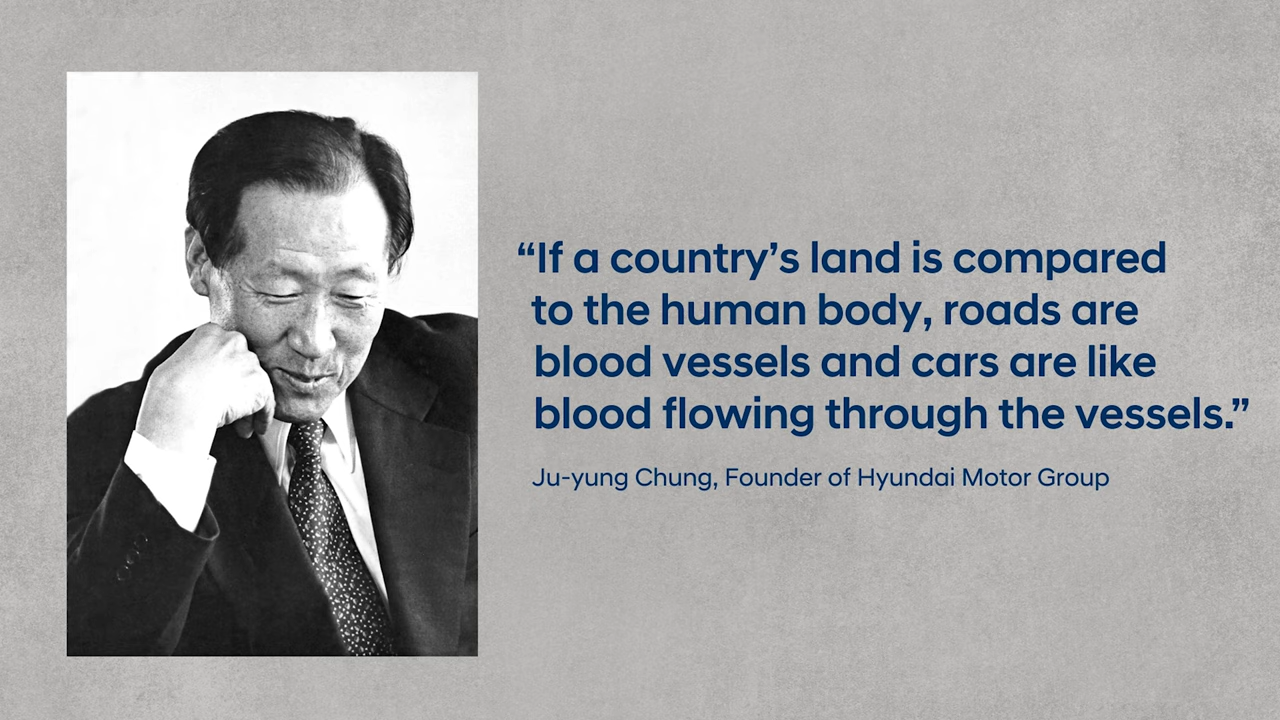 “If a country’s land is compared
to the human body, roads are
blood vessels and cars are like
blood flowing through the vessels.”
Ju-yung Chung, Founder of Hyundai Motor Group